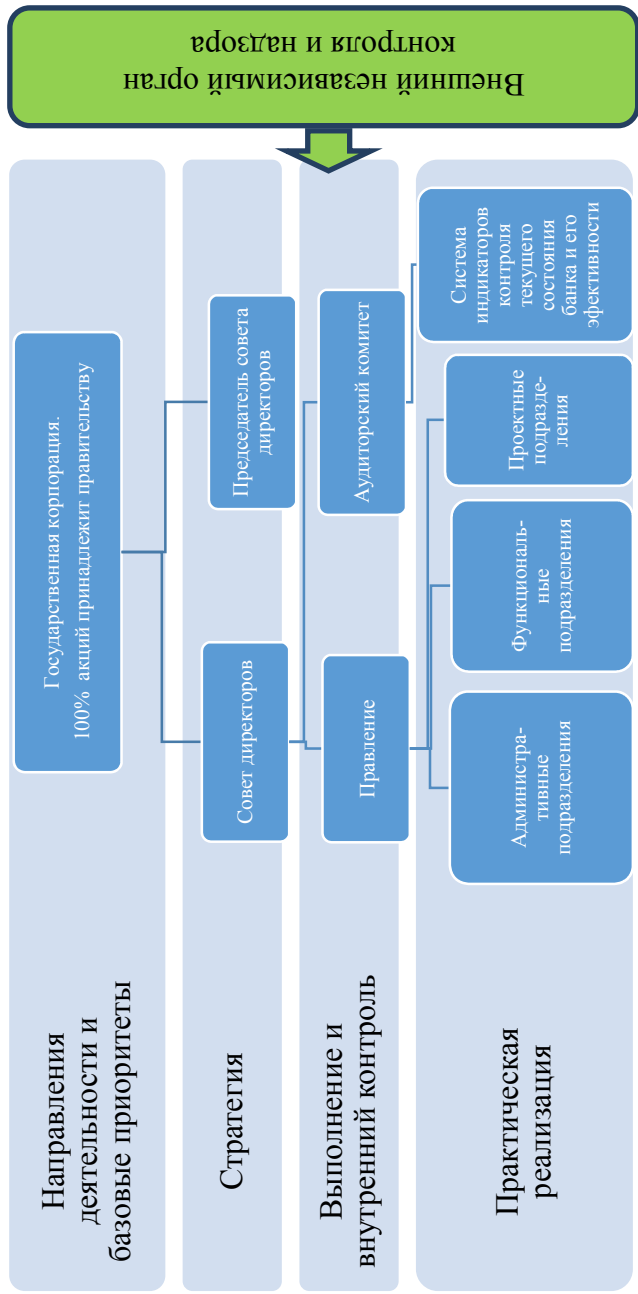 Внешний независимый орган
контроля и надзора
Направления
деятельности и
базовые приоритеты
Государственная корпорация.
100% акций принадлежит правительству
Стратегия
Совет директоров
Председатель совета
директоров
Выполнение и
внутренний контроль
Правление
Аудиторский комитет
Практическая
реализация
Администра-
тивные
подразделения
Функциональ-
ные
подразделения
Проектные
подразде-
ления
Система
индикаторов
контроля
текущего
состояния
банка и его
эфективности